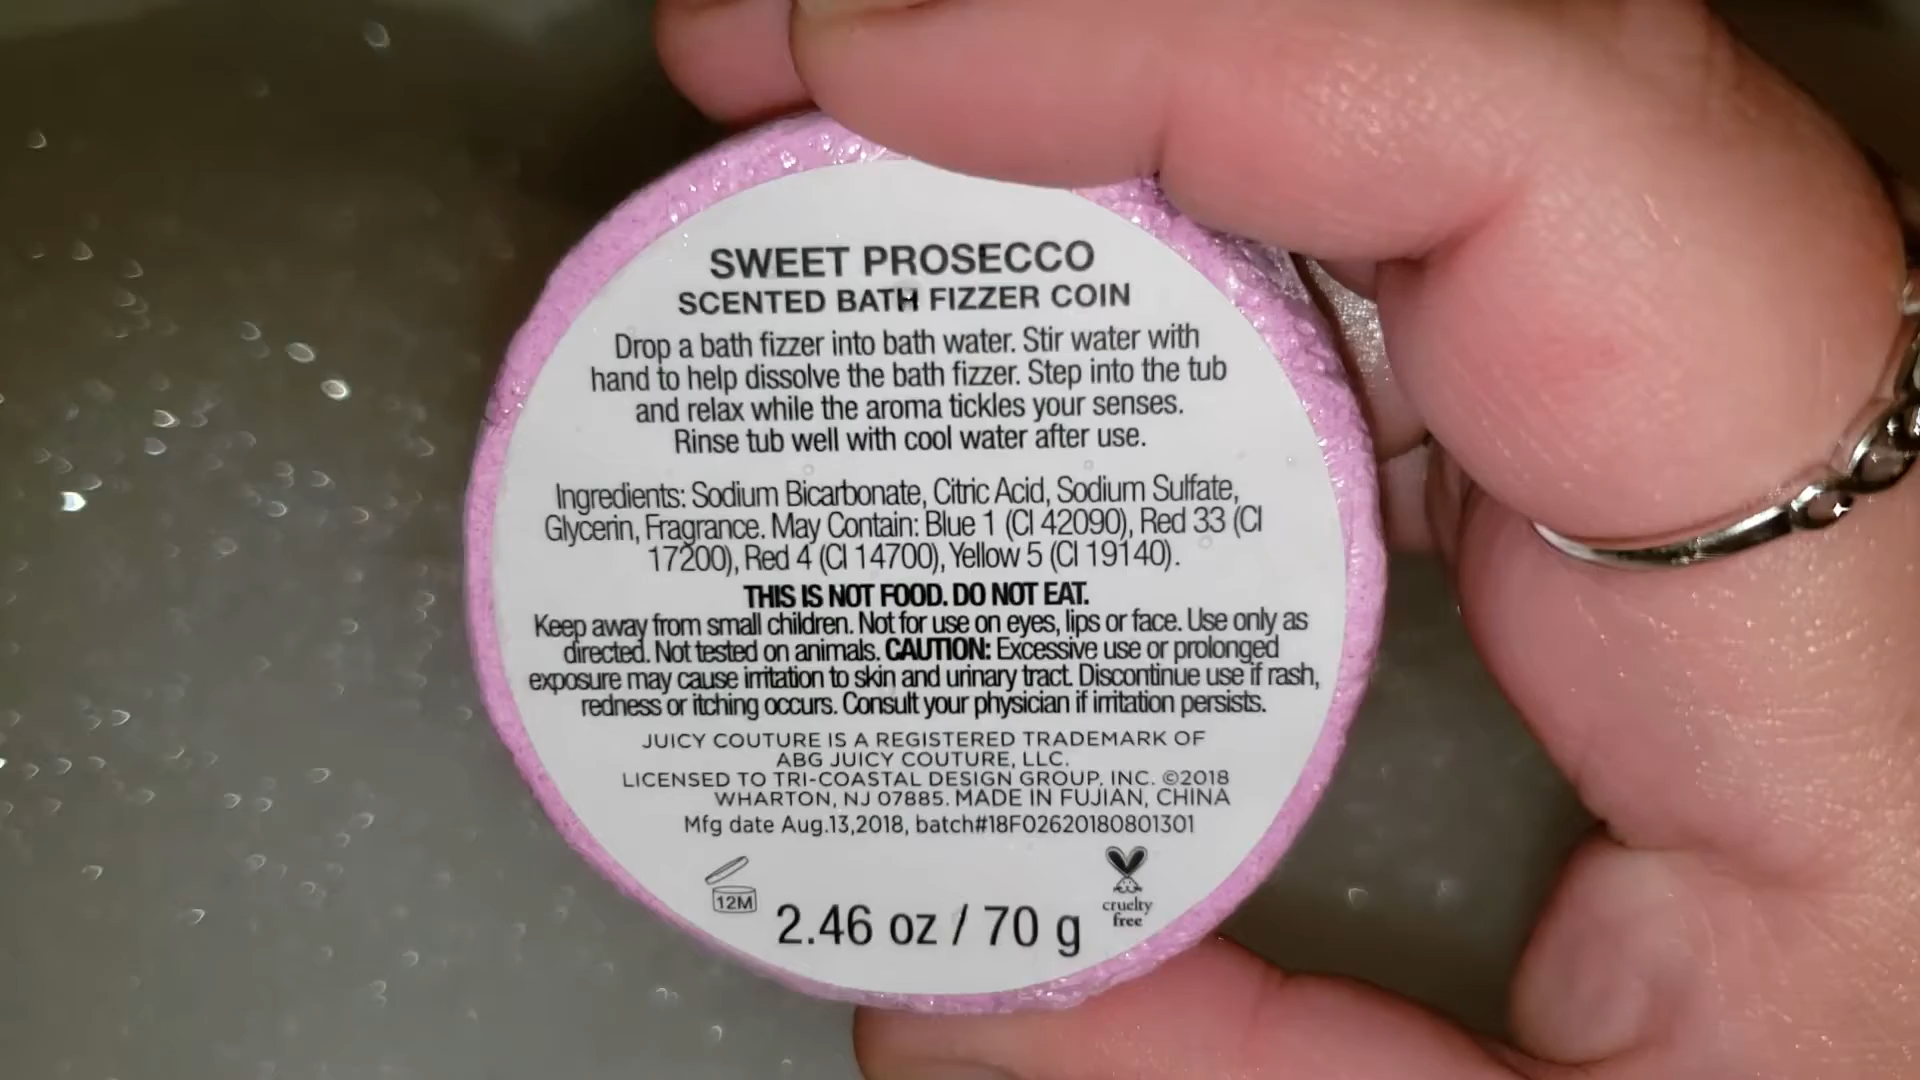 SWEET PROSECCO
SCENTED BATH FIZZER COIN
Drop a bath fizzer into bath water. Stir water with
hand to help dissolve the bath fizzer. Step into the tub
and relax while the aroma tickles your senses.
Rinse tub well with cool water after use.
Ingredients: Sodium Bicarbonate, Citric Acid, Sodium Sulfate,
Glycerin, Fragrance. May Contain: Blue 1 (CI 42090), Red 33 (CI
17200), Red 4 (CI 14700), Yellow 5 (CI 19140).
THIS IS NOT FOOD. DO NOT EAT.
Keep away from small children. Not for use on eyes, lips or face. Use only as
directed. Not tested on animals. CAUTION: Excessive use or prolonged
exposure may cause irritation to skin and urinary tract. Discontinue use if rash,
redness or itching occurs. Consult your physician if irritation persists.
JUICY COUTURE IS A REGISTERED TRADEMARK OF
ABG JUICY COUTURE, LLC.
LICENSED TO TRI-COASTAL DESIGN GROUP, INC. ©2018
WHARTON, NJ 07885. MADE IN FUJIAN, CHINA
Mfg date Aug.13,2018, batch#18F02620180801301
12M
2.46 oz / 70 g
cruelty
free